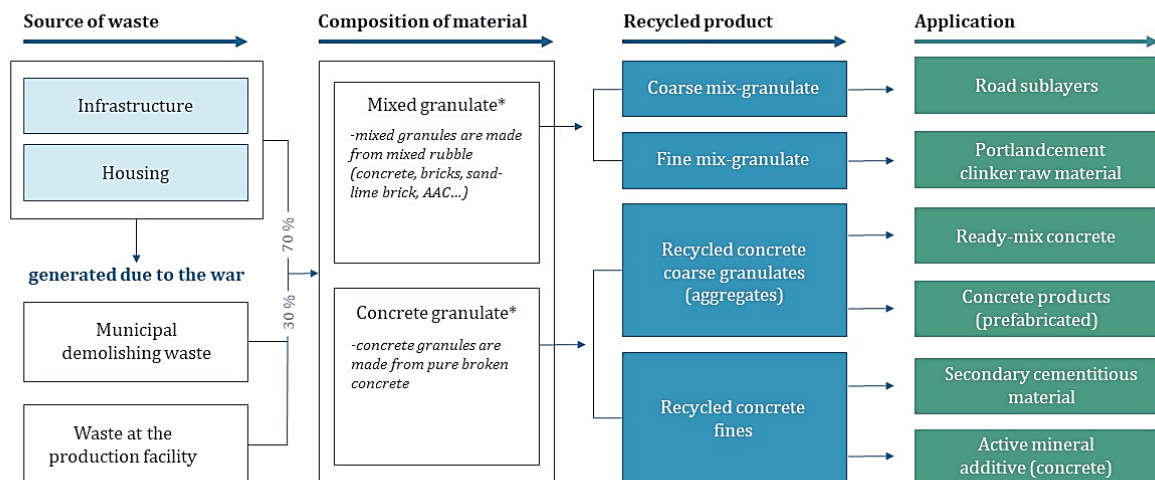 Source of waste
Composition of material
Recycled product
Application
Infrastructure
Housing
generated due to the war
Municipal
demolishing waste
Waste at the
production facility
70 %
30 %
Mixed granulate*
-mixed granules are made
from mixed rubble
(concrete, bricks, sand-
lime brick, AAC...)
Concrete granulate*
-concrete granules are
made from pure broken
concrete
Coarse mix-granulate
Fine mix-granulate
Recycled concrete
coarse granulates
(aggregates)
Recycled concrete
fines
Road sublayers
Portlandcement
clinker raw material
Ready-mix concrete
Concrete products
(prefabricated)
Secondary cementitious
material
Active mineral
additive (concrete)